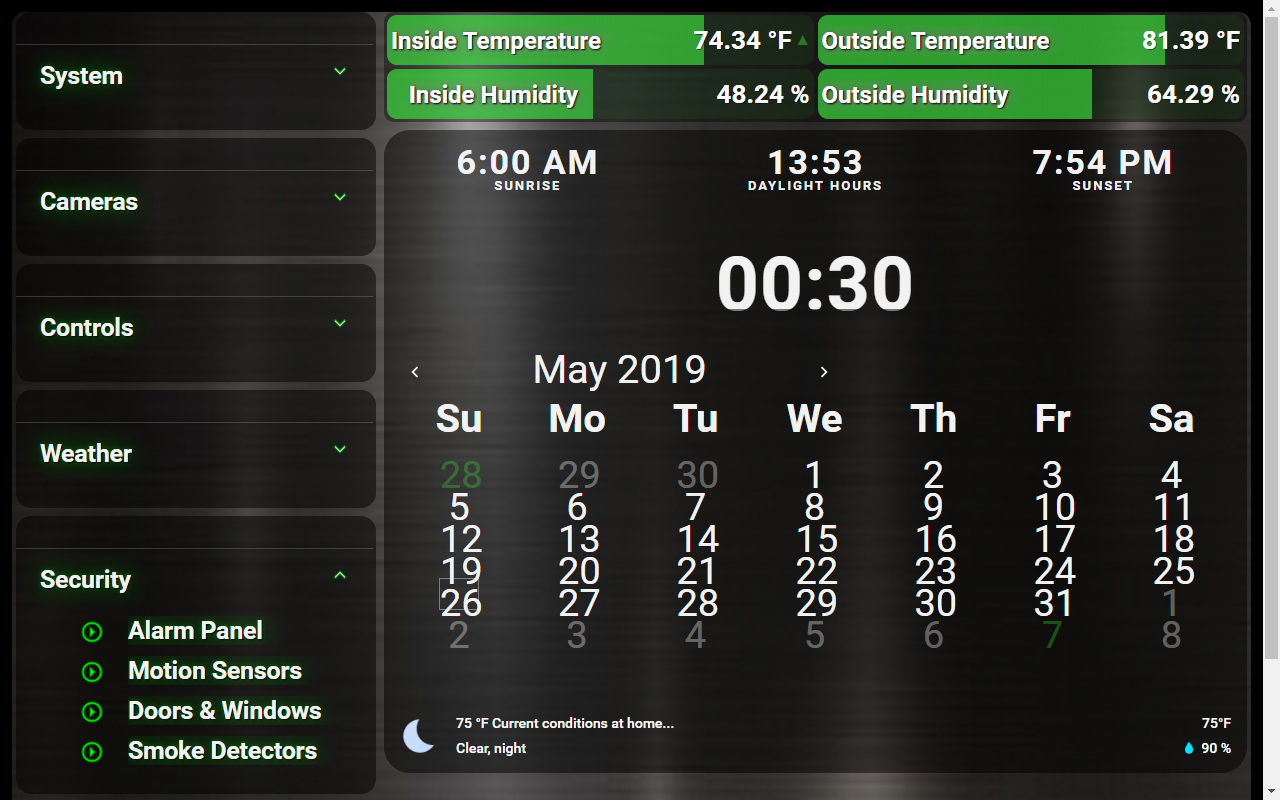 System
Cameras
Controls
Weather
Security
Alarm Panel
Motion Sensors
Doors & Windows
Smoke Detectors
Inside Temperature 74.34 °F
Outside Temperature 81.39 °F
Inside Humidity 48.24 %
Outside Humidity 64.29 %
6:00 AM 13:53 7:54 PM
SUNRISE DAYLIGHT HOURS SUNSET
00:30
May 2019
Su Mo Tu We Th Fr Sa
28 29 30 1 2 3 4
5 6 7 8 9 10 11
12 13 14 15 16 17 18
19 20 21 22 23 24 25
26 27 28 29 30 31 1
2 3 4 5 6 7 8
75 °F Current conditions at home... 75°F
Clear, night 90 %